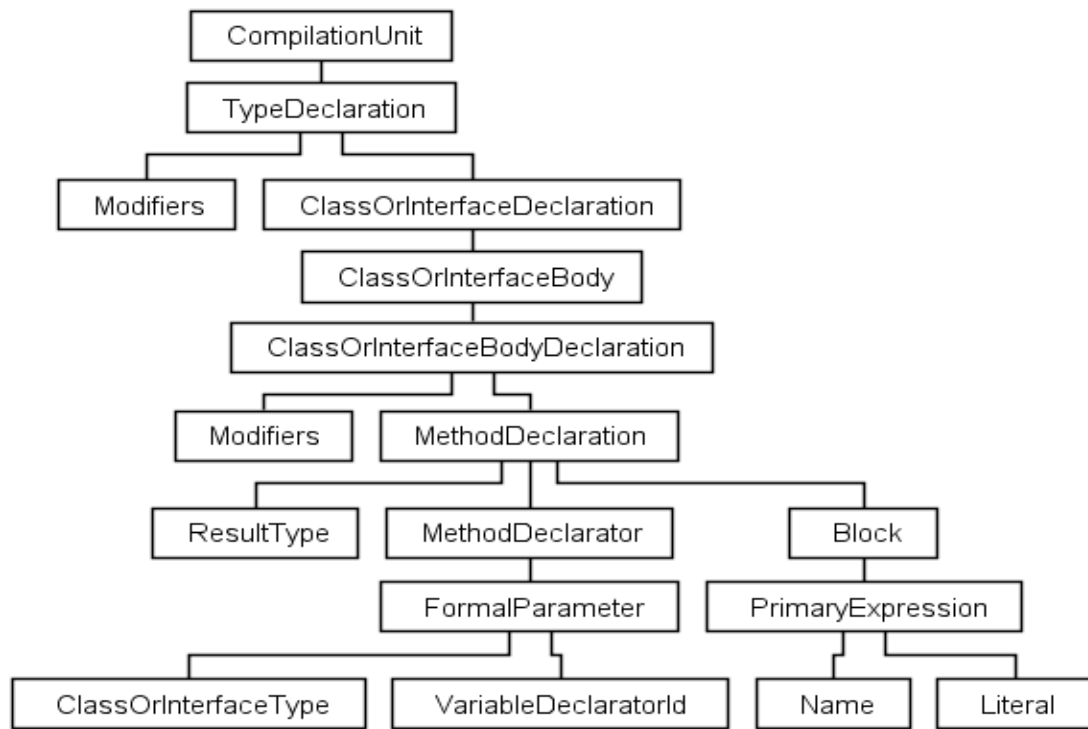 CompilationUnit
TypeDeclaration
Modifiers
ClassOrInterfaceDeclaration
ClassOrInterfaceBody
ClassOrInterfaceBodyDeclaration
Modifiers
MethodDeclaration
ResultType
MethodDeclarator
Block
FormalParameter
PrimaryExpression
ClassOrInterfaceType
VariableDeclaratorId
Name
Literal